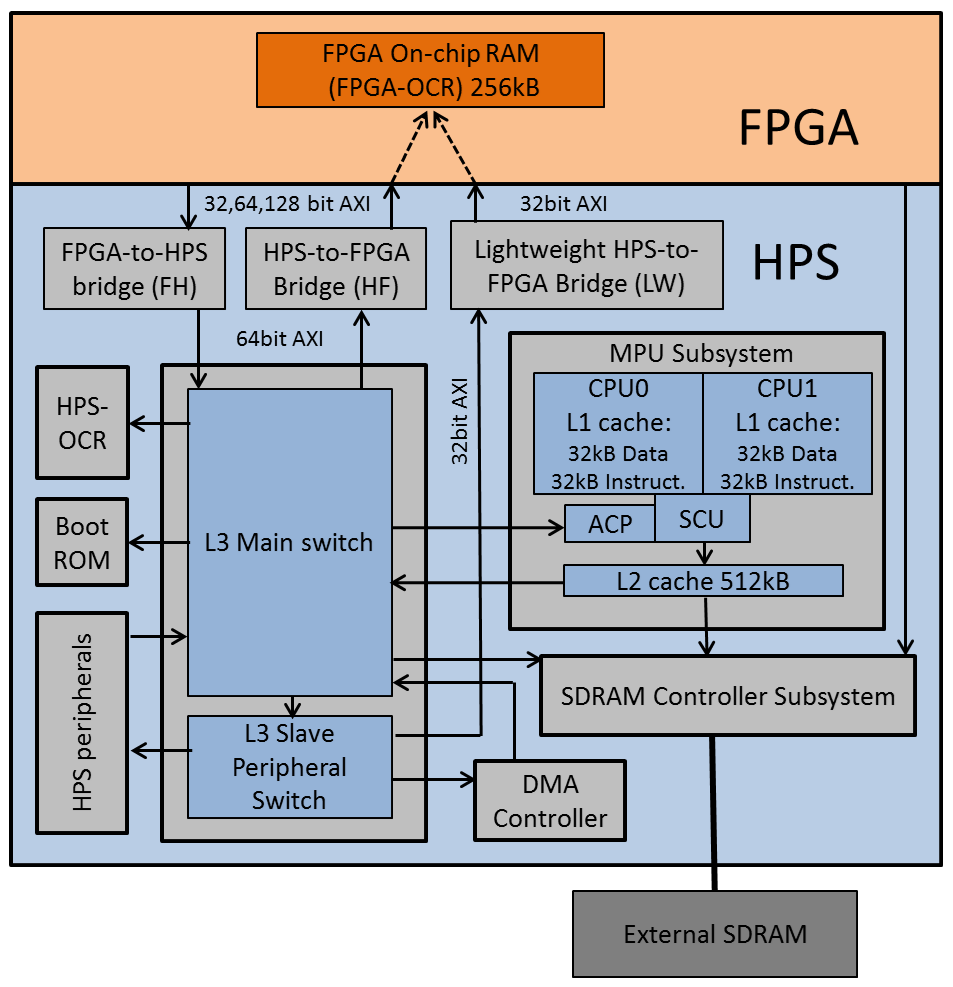 FPGA On-chip RAM
(FPGA-OCR) 256kB
FPGA
32,64,128 bit AXI
32bit AXI
FPGA-to-HPS
bridge (FH)
HPS-to-FPGA
Bridge (HF)
Lightweight HPS-to-
FPGA Bridge (LW)
HPS
64bit AXI
32bit AXI
MPU Subsystem
CPU0
L1 cache:
32kB Data
32kB Instruct.
CPU1
L1 cache:
32kB Data
32kB Instruct.
ACP
SCU
L2 cache 512kB
HPS-
OCR
Boot
ROM
HPS peripherals
L3 Main switch
L3 Slave
Peripheral
Switch
SDRAM Controller Subsystem
DMA
Controller
External SDRAM